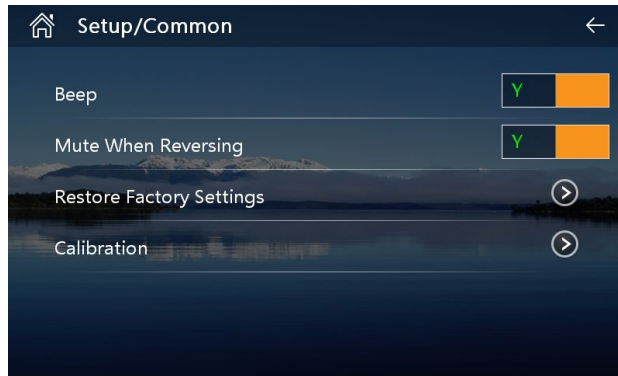 Setup/Common
Beep Y
Mute When Reversing Y
Restore Factory Settings
Calibration